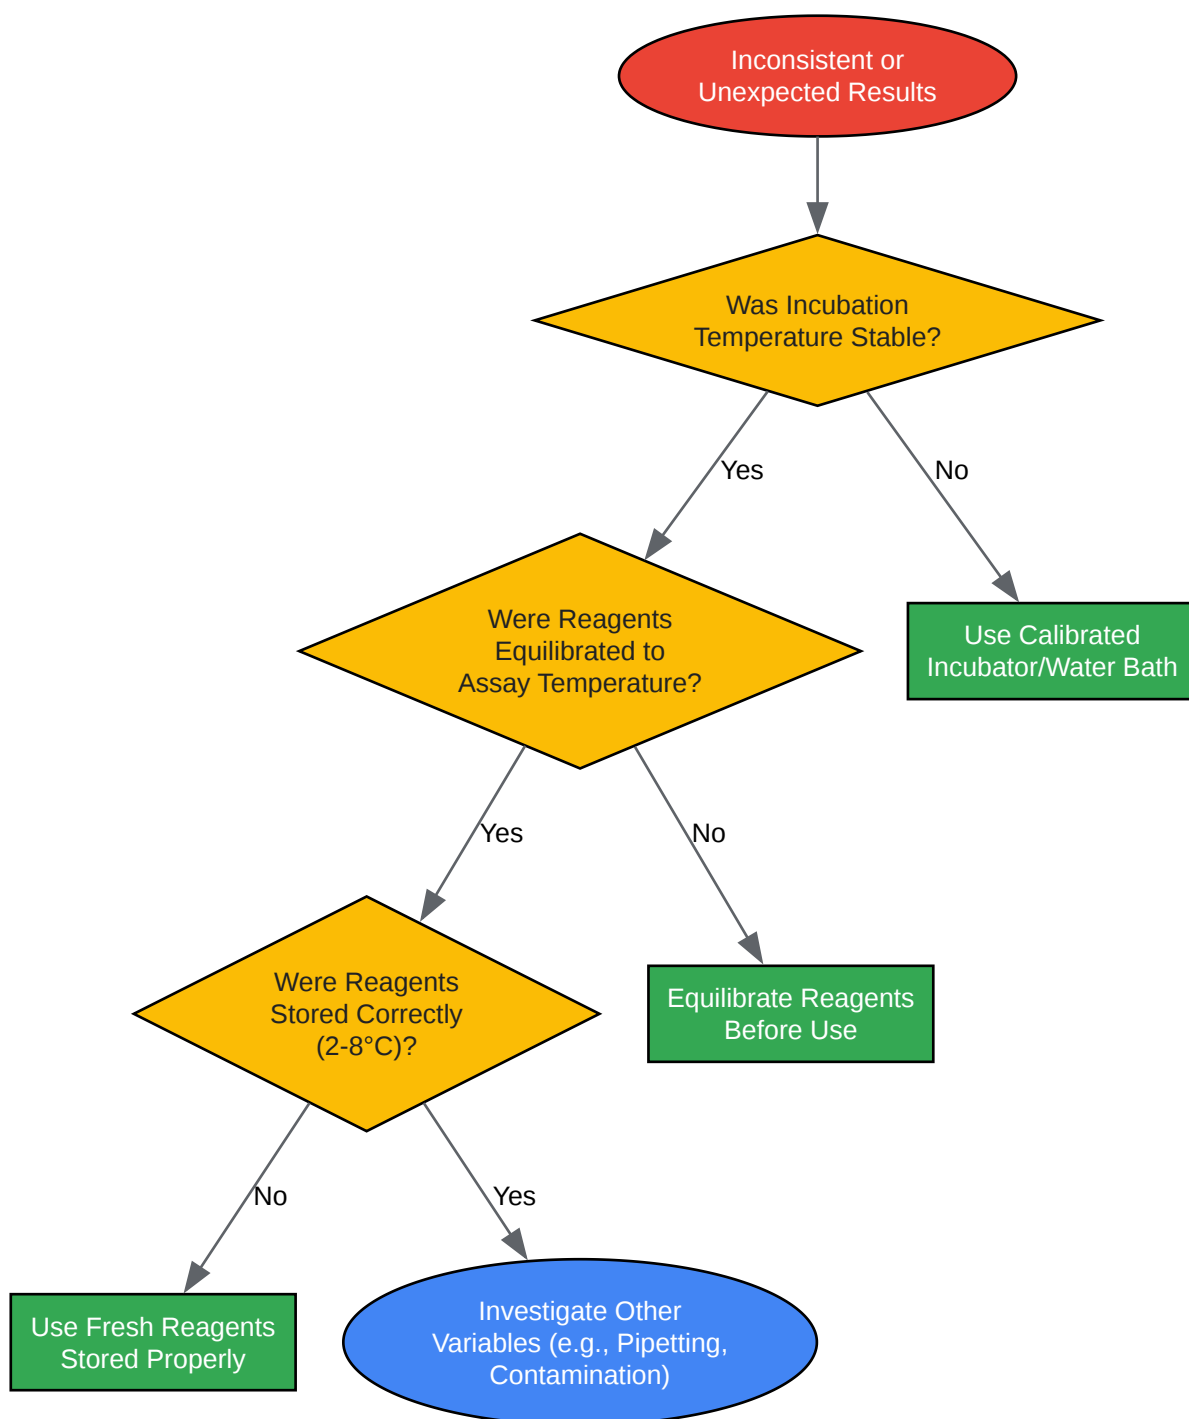 Inconsistent or
Unexpected Results
Was Incubation
Temperature Stable?
Yes
No
Were Reagents
Equilibrated to
Assay Temperature?
Use Calibrated
Incubator/Water Bath
Yes
No
Were Reagents
Stored Correctly
(2-8°C)?
Equilibrate Reagents
Before Use
No
Yes
Use Fresh Reagents
Stored Properly
Investigate Other
Variables (e.g., Pipetting,
Contamination)